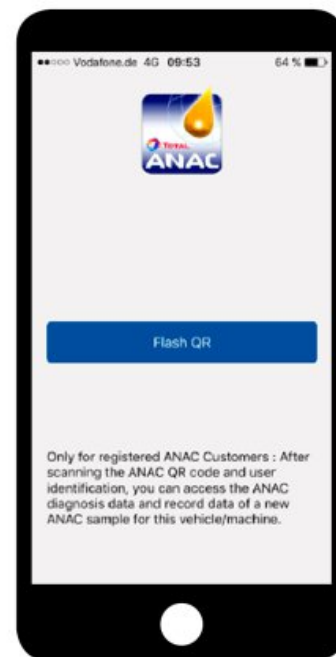 Vodafone.de 4G 09:53 64 %
TOTAL
ANAC
Flash QR
Only for registered ANAC Customers : After
scanning the ANAC QR code and user
identification, you can access the ANAC
diagnosis data and record data of a new
ANAC sample for this vehicle/machine.